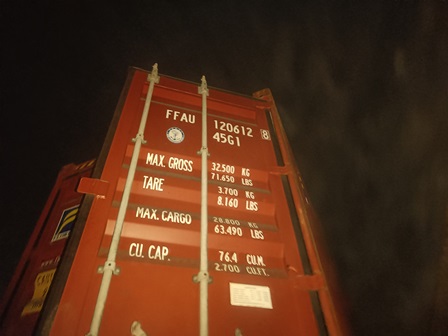 FFAU 120612 8
45G1
MAX. GROSS 32.500 KG
71.650 LBS
TARE 3.700 KG
8.160 LBS
MAX. CARGO 28.800 KG
63.490 LBS
CU. CAP. 76.4 CU.M.
2.700 CU.FT.